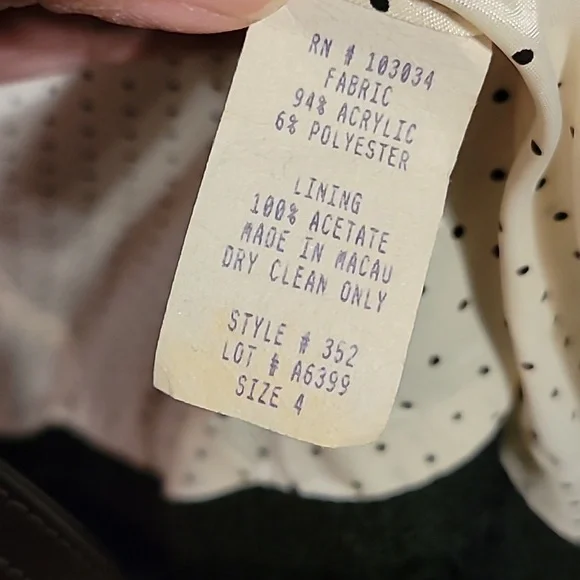 RN # 103034
FABRIC
94% ACRYLIC
6% POLYESTER
LINING
100% ACETATE
MADE IN MACAU
DRY CLEAN ONLY
STYLE # 352
LOT # A6399
SIZE 4